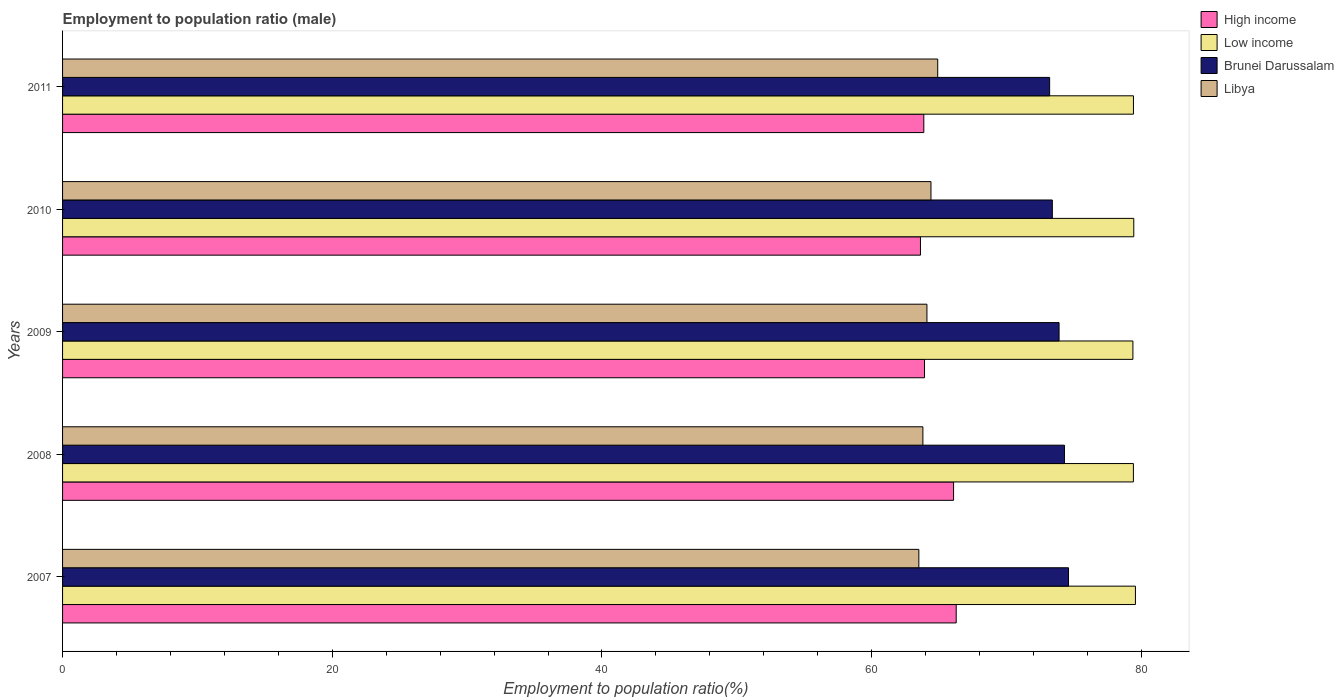 Employment to population ratio (male)
High income
Low income
Brunei Darussalam
Libya
2011
2010
2009
2008
2007
Years
0
20
40
60
80
Employment to population ratio(%)